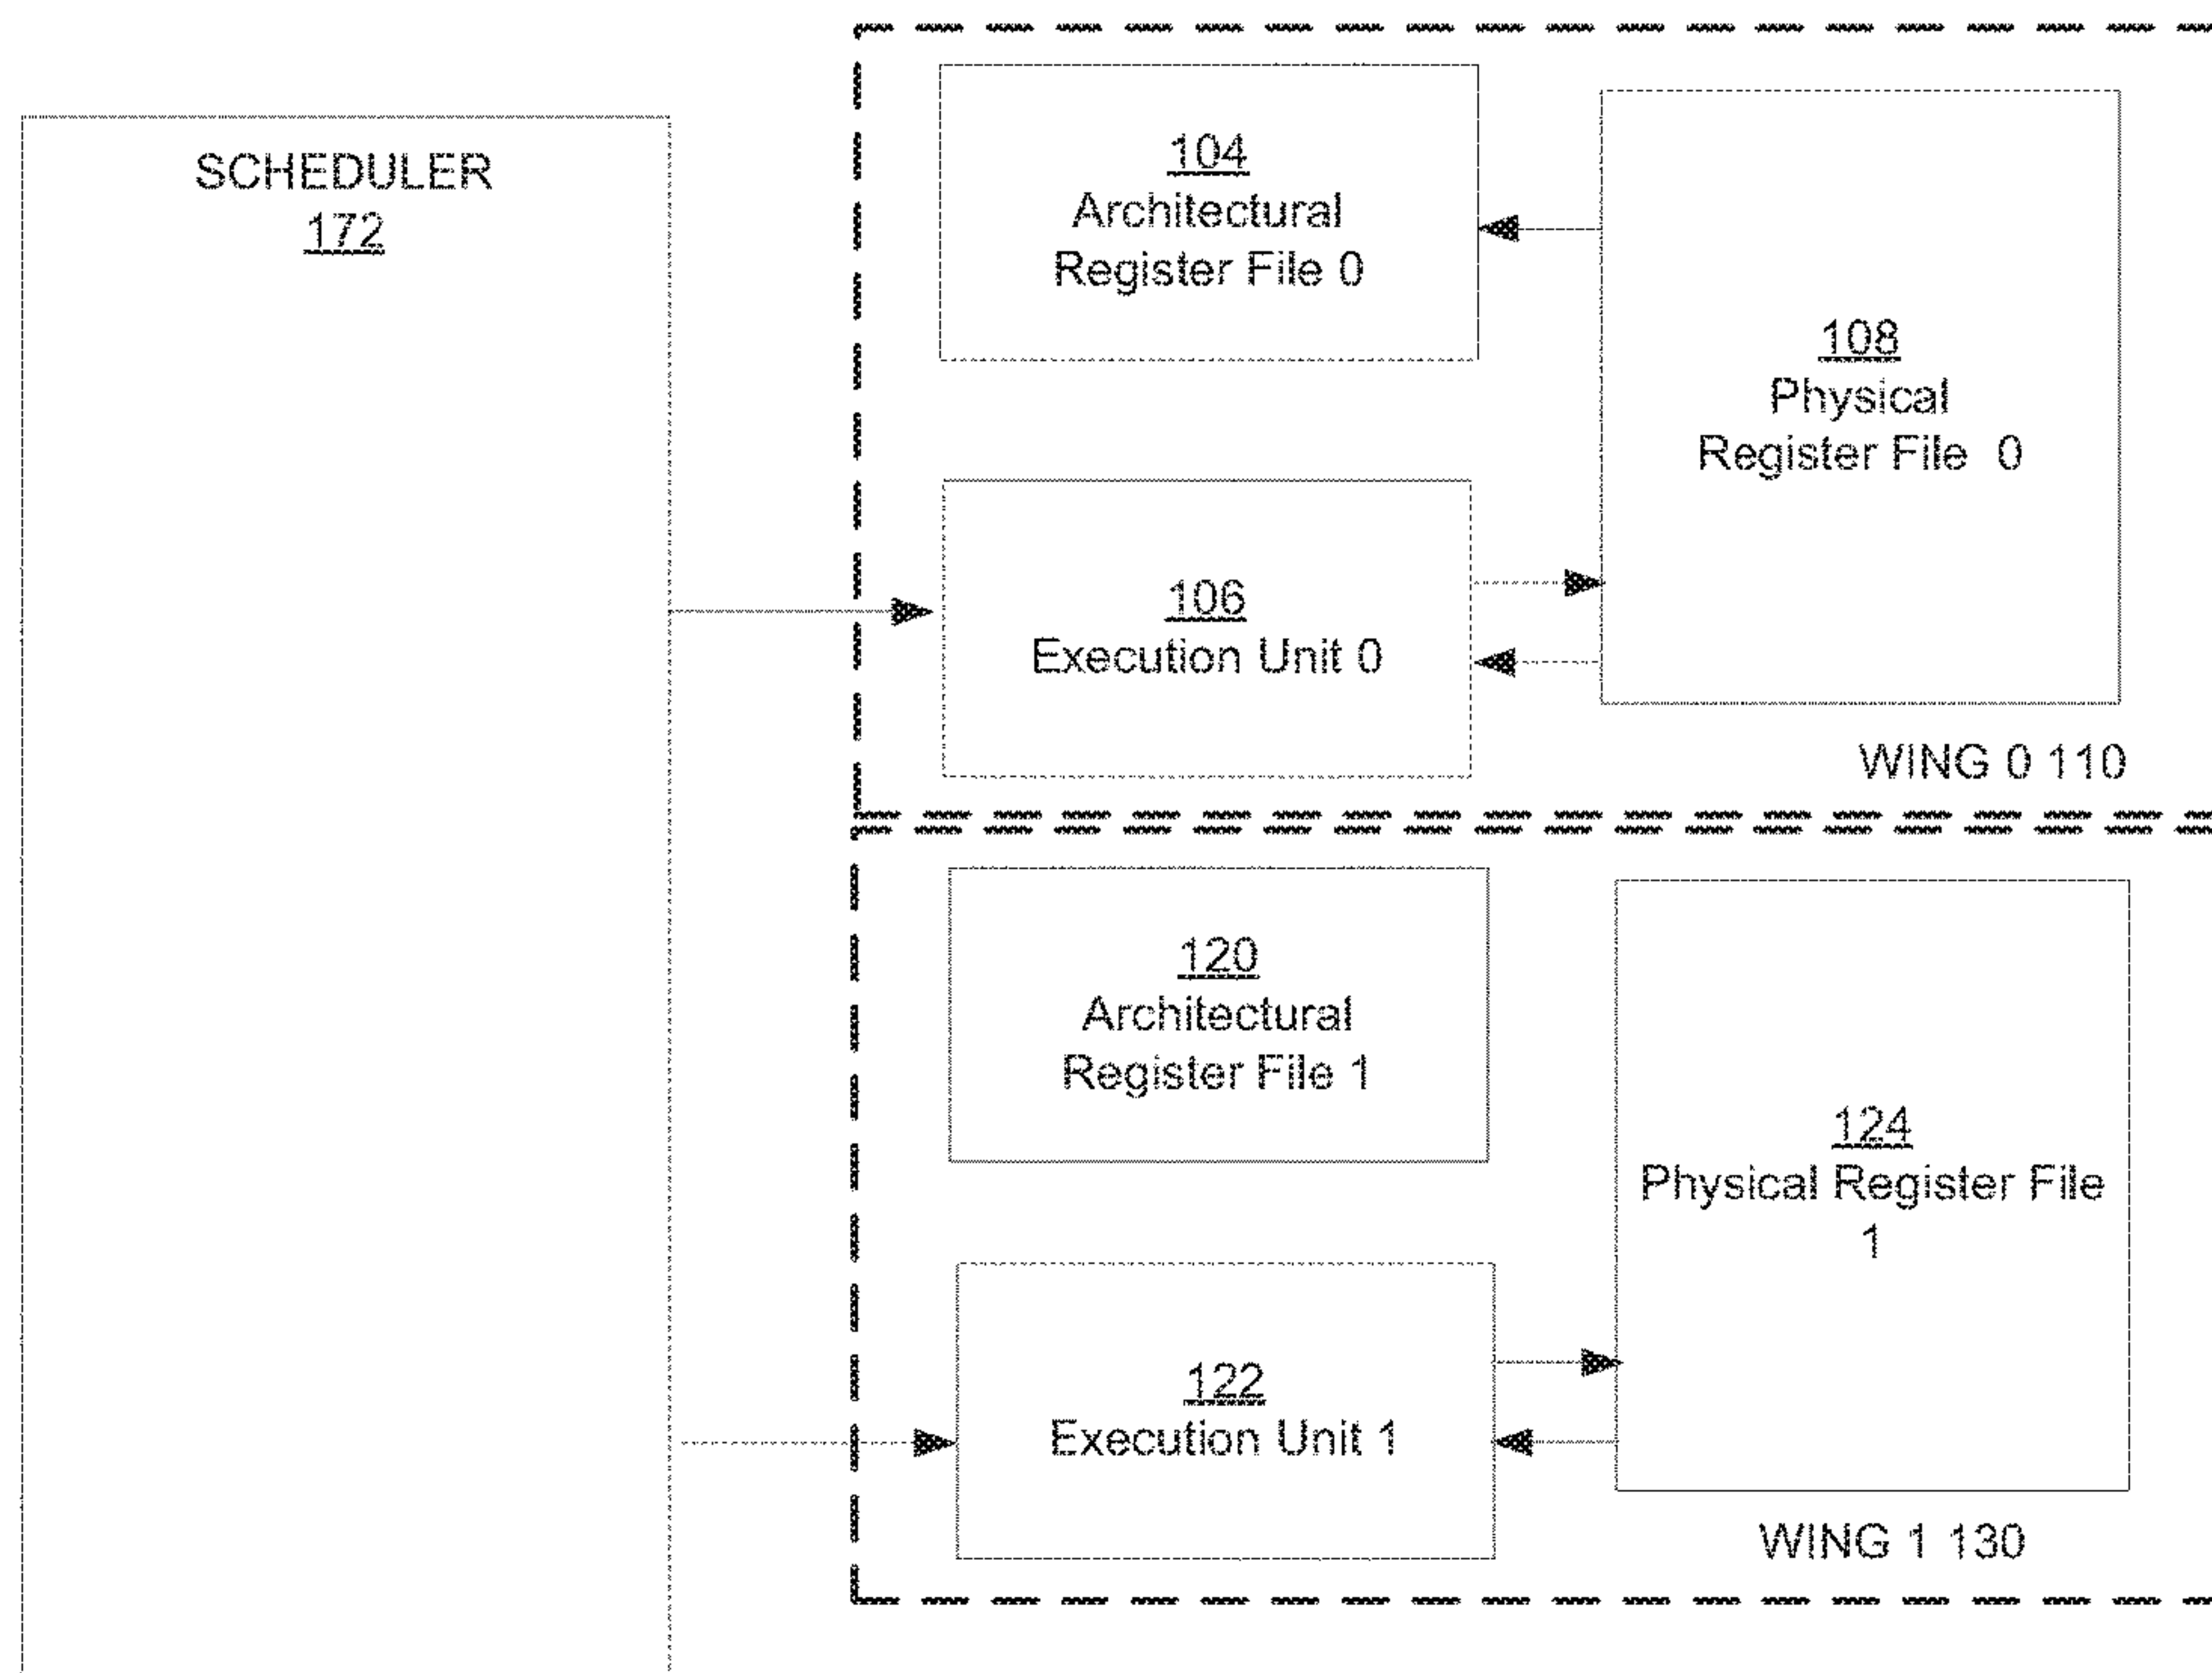 SCHEDULER
172
104
Architectural
Register File 0
108
Physical
Register File 0
106
Execution Unit 0
WING 0 110
120
Architectural
Register File 1
124
Physical Register File
1
122
Execution Unit 1
WING 1 130